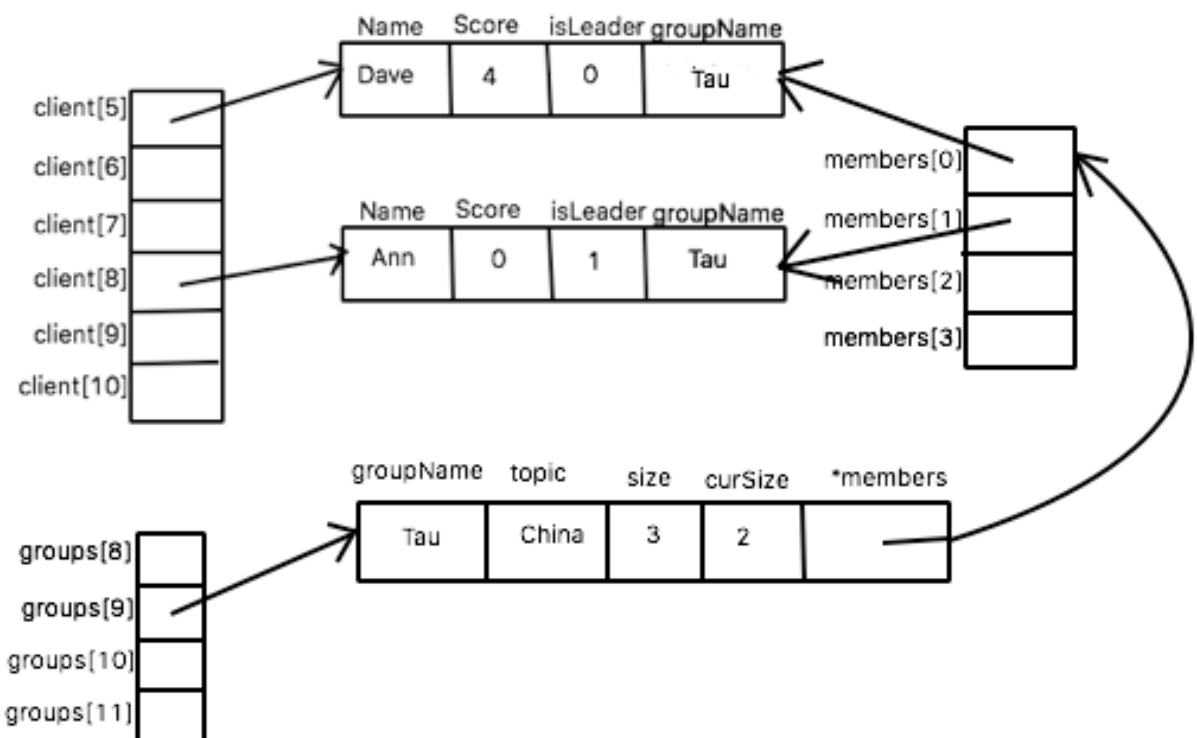 Name Score isLeader groupName
Dave 4 0 Tau
client[5]
client[6]
client[7]
client[8]
client[9]
client[10]
Name Score isLeader groupName
Ann 0 1 Tau
members[0]
members[1]
members[2]
members[3]
groupName topic size curSize *members
Tau China 3 2
groups[8]
groups[9]
groups[10]
groups[11]